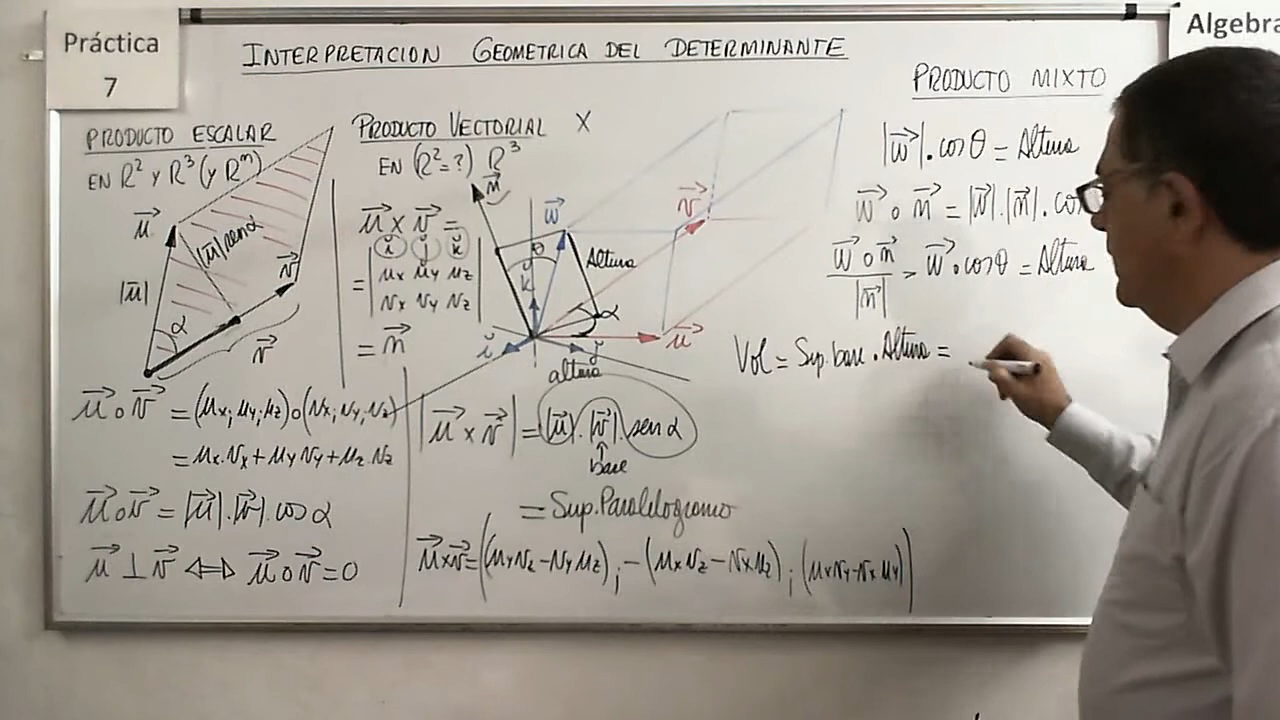 Práctica
7
Algebra
INTERPRETACION GEOMETRICA DEL DETERMINANTE
PRODUCTO ESCALAR
EN R² y R³ (y Rⁿ)
u⃗
|u⃗| sen α
v⃗
|u⃗|
α
v⃗
u⃗ ∘ v⃗ = (ux; uy; uz) ∘ (vx; vy; vz)
= ux.vx + uy vy + uz.vz
u⃗ ∘ v⃗ = |u⃗|.|v⃗|.cos α
u⃗ ⊥ v⃗ ⇔ u⃗ ∘ v⃗ = 0
PRODUCTO VECTORIAL X
EN (R² = ?) R³
u⃗ x v⃗ =
= | ǐ ǰ ǩ |
| ux uy uz |
| vx vy vz |
= n⃗
n⃗
w⃗
v⃗
θ
Altura
ǩ
α
ǐ
ǰ
u⃗
altura
|u⃗ x v⃗| = |u⃗|.|v⃗|.sen α
base
= Sup. Paralelogramo
u⃗ x v⃗ = ((uy vz - vy uz); -(ux vz - vx uz); (ux vy - vx uy))
PRODUCTO MIXTO
|w⃗|.cos θ = Altura
w⃗ ∘ n⃗ = |w⃗|.|n⃗|.co
w⃗ ∘ n⃗ / |n⃗| = w⃗ ∘ cos θ = Altura
Vol = Sup. base . Altura =